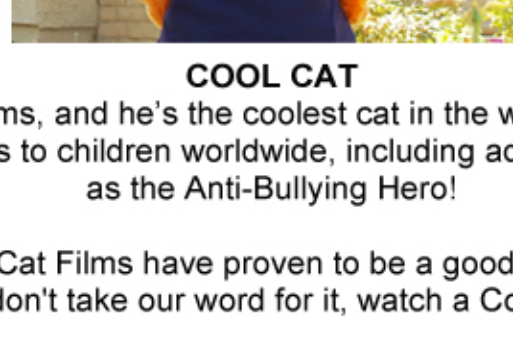 COOL CAT
ms, and he's the coolest cat in the w
s to children worldwide, including ac
as the Anti-Bullying Hero!
Cat Films have proven to be a good
don't take our word for it, watch a Co